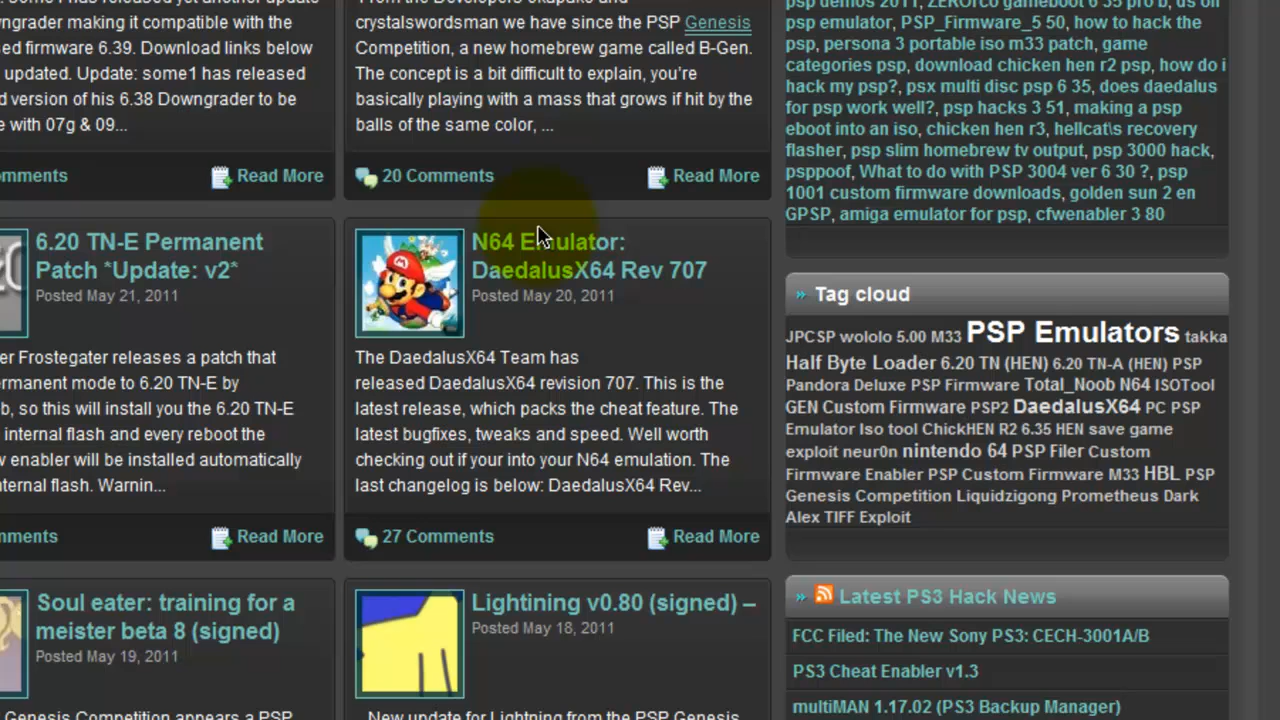 some1 has released yet another update
ngrader making it compatible with the
sed firmware 6.39. Download links below
updated. Update: some1 has released
d version of his 6.38 Downgrader to be
e with 07g & 09...
omments
Read More
crystalswordsman we have since the PSP Genesis
Competition, a new homebrew game called B-Gen.
The concept is a bit difficult to explain, you're
basically playing with a mass that grows if hit by the
balls of the same color, ...
20 Comments
Read More
6.20 TN-E Permanent
Patch *Update: v2*
Posted May 21, 2011
er Frostegater releases a patch that
ermanent mode to 6.20 TN-E by
b, so this will install you the 6.20 TN-E
internal flash and every reboot the
v enabler will be installed automatically
nternal flash. Warnin...
mments
Read More
N64 Emulator:
DaedalusX64 Rev 707
Posted May 20, 2011
The DaedalusX64 Team has
released DaedalusX64 revision 707. This is the
latest release, which packs the cheat feature. The
latest bugfixes, tweaks and speed. Well worth
checking out if your into your N64 emulation. The
last changelog is below: DaedalusX64 Rev...
27 Comments
Read More
Soul eater: training for a
meister beta 8 (signed)
Posted May 19, 2011
Genesis Competition appears a PSP
Lightining v0.80 (signed) –
Posted May 18, 2011
New update for Lightning from the PSP Genesis
psp emulator, PSP_Firmware_5 50, how to hack the
psp, persona 3 portable iso m33 patch, game
categories psp, download chicken hen r2 psp, how do i
hack my psp?, psx multi disc psp 6 35, does daedalus
for psp work well?, psp hacks 3 51, making a psp
eboot into an iso, chicken hen r3, hellcat\s recovery
flasher, psp slim homebrew tv output, psp 3000 hack,
psppoof, What to do with PSP 3004 ver 6 30 ?, psp
1001 custom firmware downloads, golden sun 2 en
GPSP, amiga emulator for psp, cfwenabler 3 80
» Tag cloud
JPCSP wololo 5.00 M33 PSP Emulators takka
Half Byte Loader 6.20 TN (HEN) 6.20 TN-A (HEN) PSP
Pandora Deluxe PSP Firmware Total_Noob N64 ISOTool
GEN Custom Firmware PSP2 DaedalusX64 PC PSP
Emulator Iso tool ChickHEN R2 6.35 HEN save game
exploit neur0n nintendo 64 PSP Filer Custom
Firmware Enabler PSP Custom Firmware M33 HBL PSP
Genesis Competition Liquidzigong Prometheus Dark
Alex TIFF Exploit
» Latest PS3 Hack News
FCC Filed: The New Sony PS3: CECH-3001A/B
PS3 Cheat Enabler v1.3
multiMAN 1.17.02 (PS3 Backup Manager)